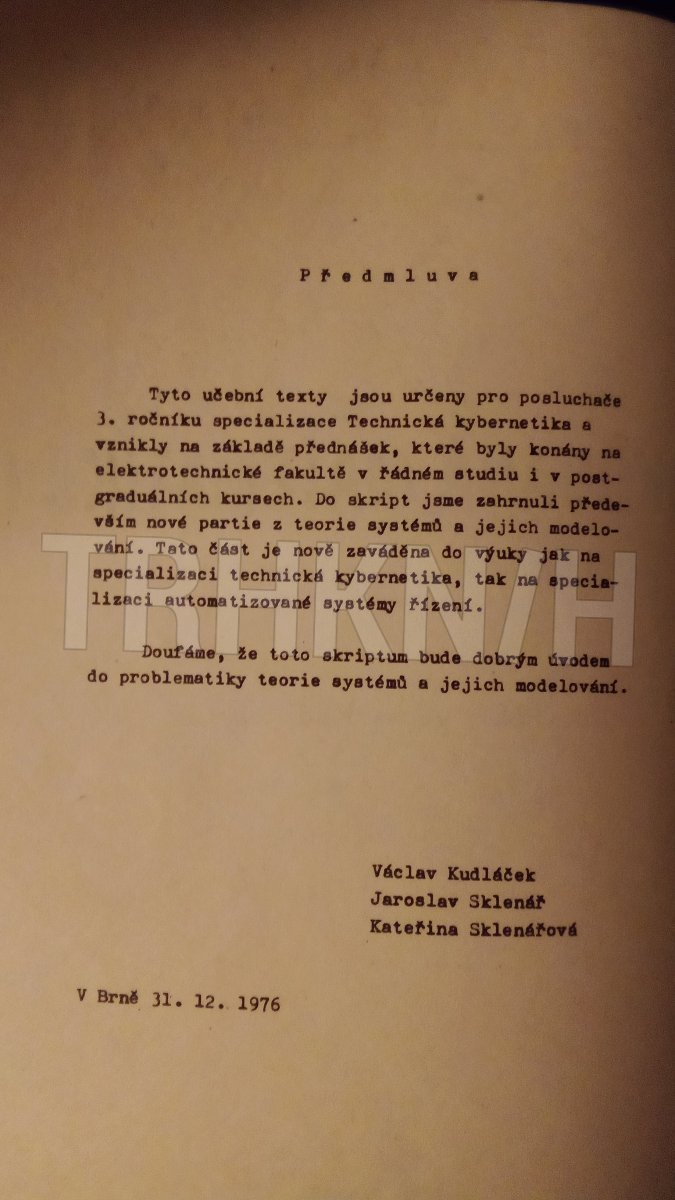 P ř e d m l u v a
Tyto učební texty jsou určeny pro posluchače
3. ročníku specializace Technická kybernetika a
vznikly na základě přednášek, které byly konány na
elektrotechnické fakultě v řádném studiu i v post-
graduálních kursech. Do skript jsme zahrnuli přede-
vším nové partie z teorie systémů a jejich modelo-
vání. Tato část je nově zaváděna do výuky jak na
specializaci technická kybernetika, tak na specia-
lizaci automatizované systémy řízení.
Doufáme, že toto skriptum bude dobrým úvodem
do problematiky teorie systémů a jejich modelování.
Václav Kudláček
Jaroslav Sklenář
Kateřina Sklenářová
V Brně 31. 12. 1976